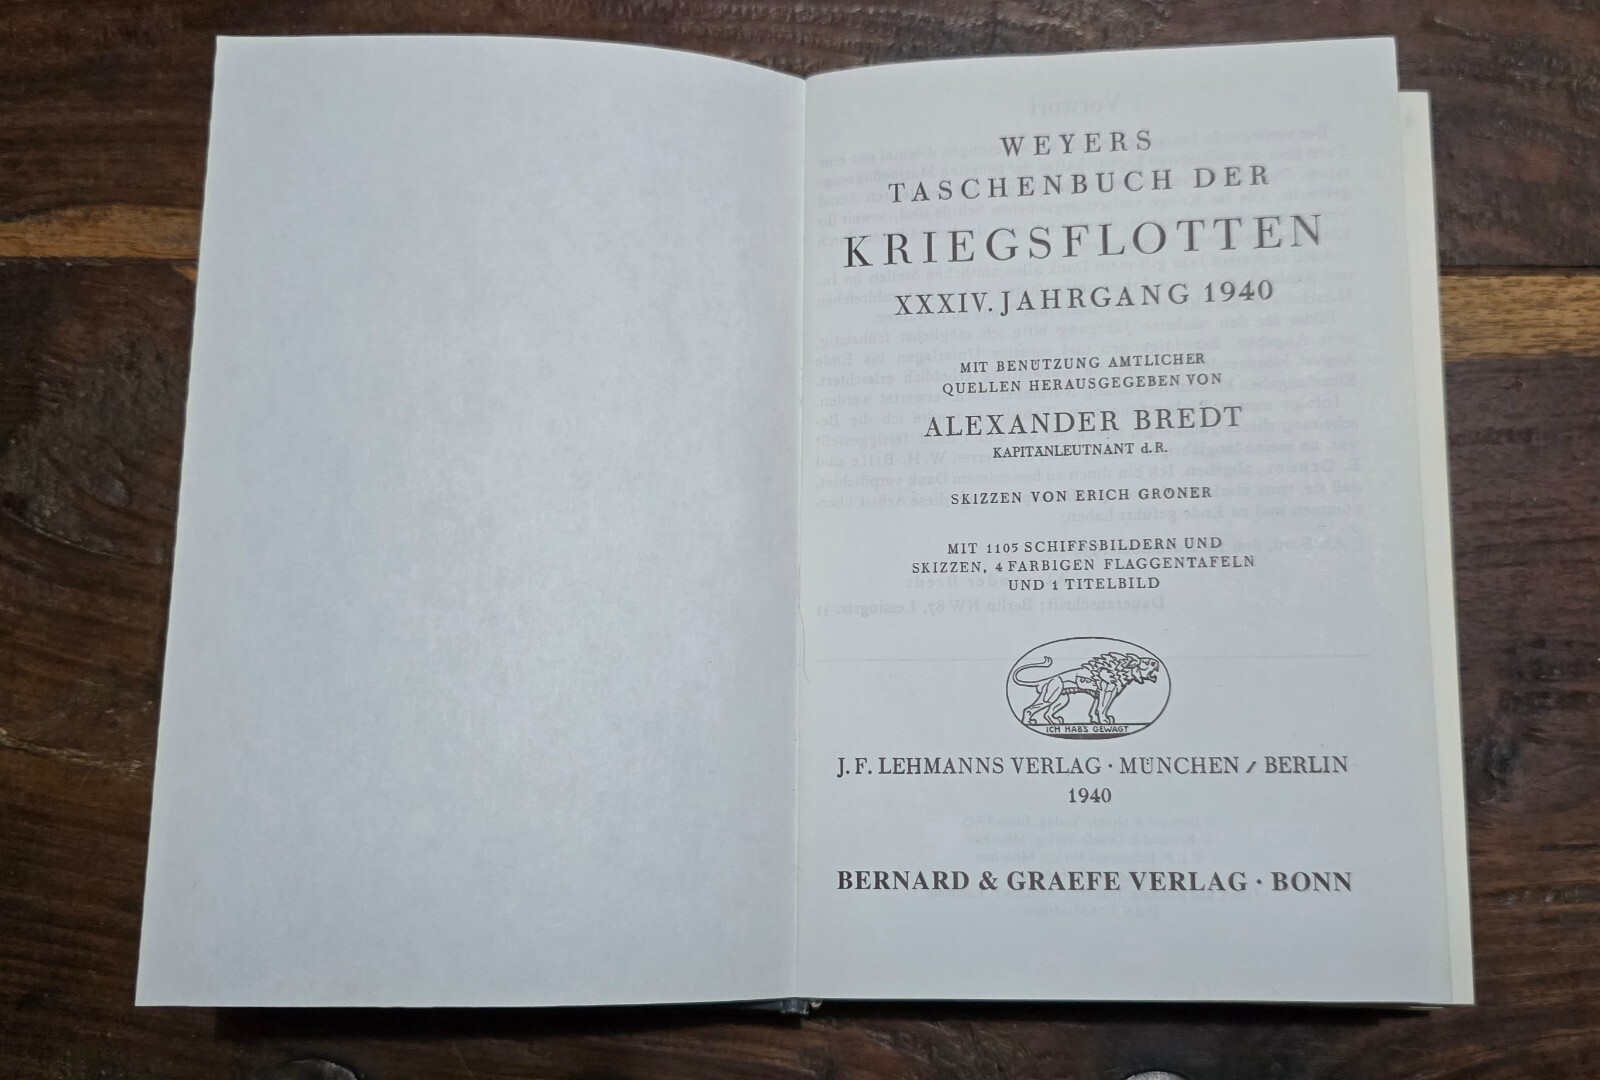 WEYERS
TASCHENBUCH DER
KRIEGSFLOTTEN
XXXIV. JAHRGANG 1940
MIT BENÜTZUNG AMTLICHER
QUELLEN HERAUSGEGEBEN VON
ALEXANDER BREDT
KAPITÄNLEUTNANT d.R.
SKIZZEN VON ERICH GRÖNER
MIT 1105 SCHIFFSBILDERN UND
SKIZZEN, 4 FARBIGEN FLAGGENTAFELN
UND 1 TITELBILD
ICH HAB'S GEWAGT
J. F. LEHMANNS VERLAG · MÜNCHEN / BERLIN
1940
BERNARD & GRAEFE VERLAG · BONN